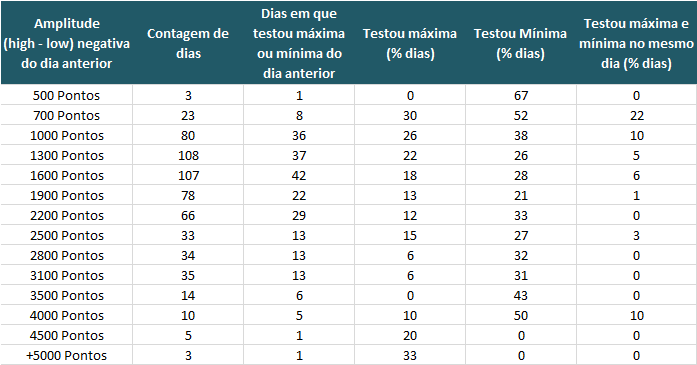 Amplitude (high - low) negativa do dia anterior | Contagem de dias | Dias em que testou máxima ou mínima do dia anterior | Testou máxima (% dias) | Testou Mínima (% dias) | Testou máxima e mínima no mesmo dia (% dias)
500 Pontos | 3 | 1 | 0 | 67 | 0
700 Pontos | 23 | 8 | 30 | 52 | 22
1000 Pontos | 80 | 36 | 26 | 38 | 10
1300 Pontos | 108 | 37 | 22 | 26 | 5
1600 Pontos | 107 | 42 | 18 | 28 | 6
1900 Pontos | 78 | 22 | 13 | 21 | 1
2200 Pontos | 66 | 29 | 12 | 33 | 0
2500 Pontos | 33 | 13 | 15 | 27 | 3
2800 Pontos | 34 | 13 | 6 | 32 | 0
3100 Pontos | 35 | 13 | 6 | 31 | 0
3500 Pontos | 14 | 6 | 0 | 43 | 0
4000 Pontos | 10 | 5 | 10 | 50 | 10
4500 Pontos | 5 | 1 | 20 | 0 | 0
+5000 Pontos | 3 | 1 | 33 | 0 | 0